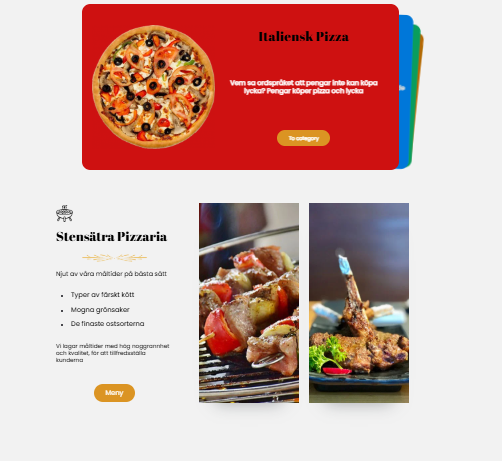 Italiensk Pizza
Vem sa ordspråket att pengar inte kan köpa
lycka? Pengar köper pizza och lycka
To category
Stensätra Pizzaria
Njut av våra måltider på bästa sätt
Typer av färskt kött
Mogna grönsaker
De finaste ostsorterna
Vi lagar måltider med hög noggrannhet
och kvalitet, för att tillfredsställa
kunderna
Meny